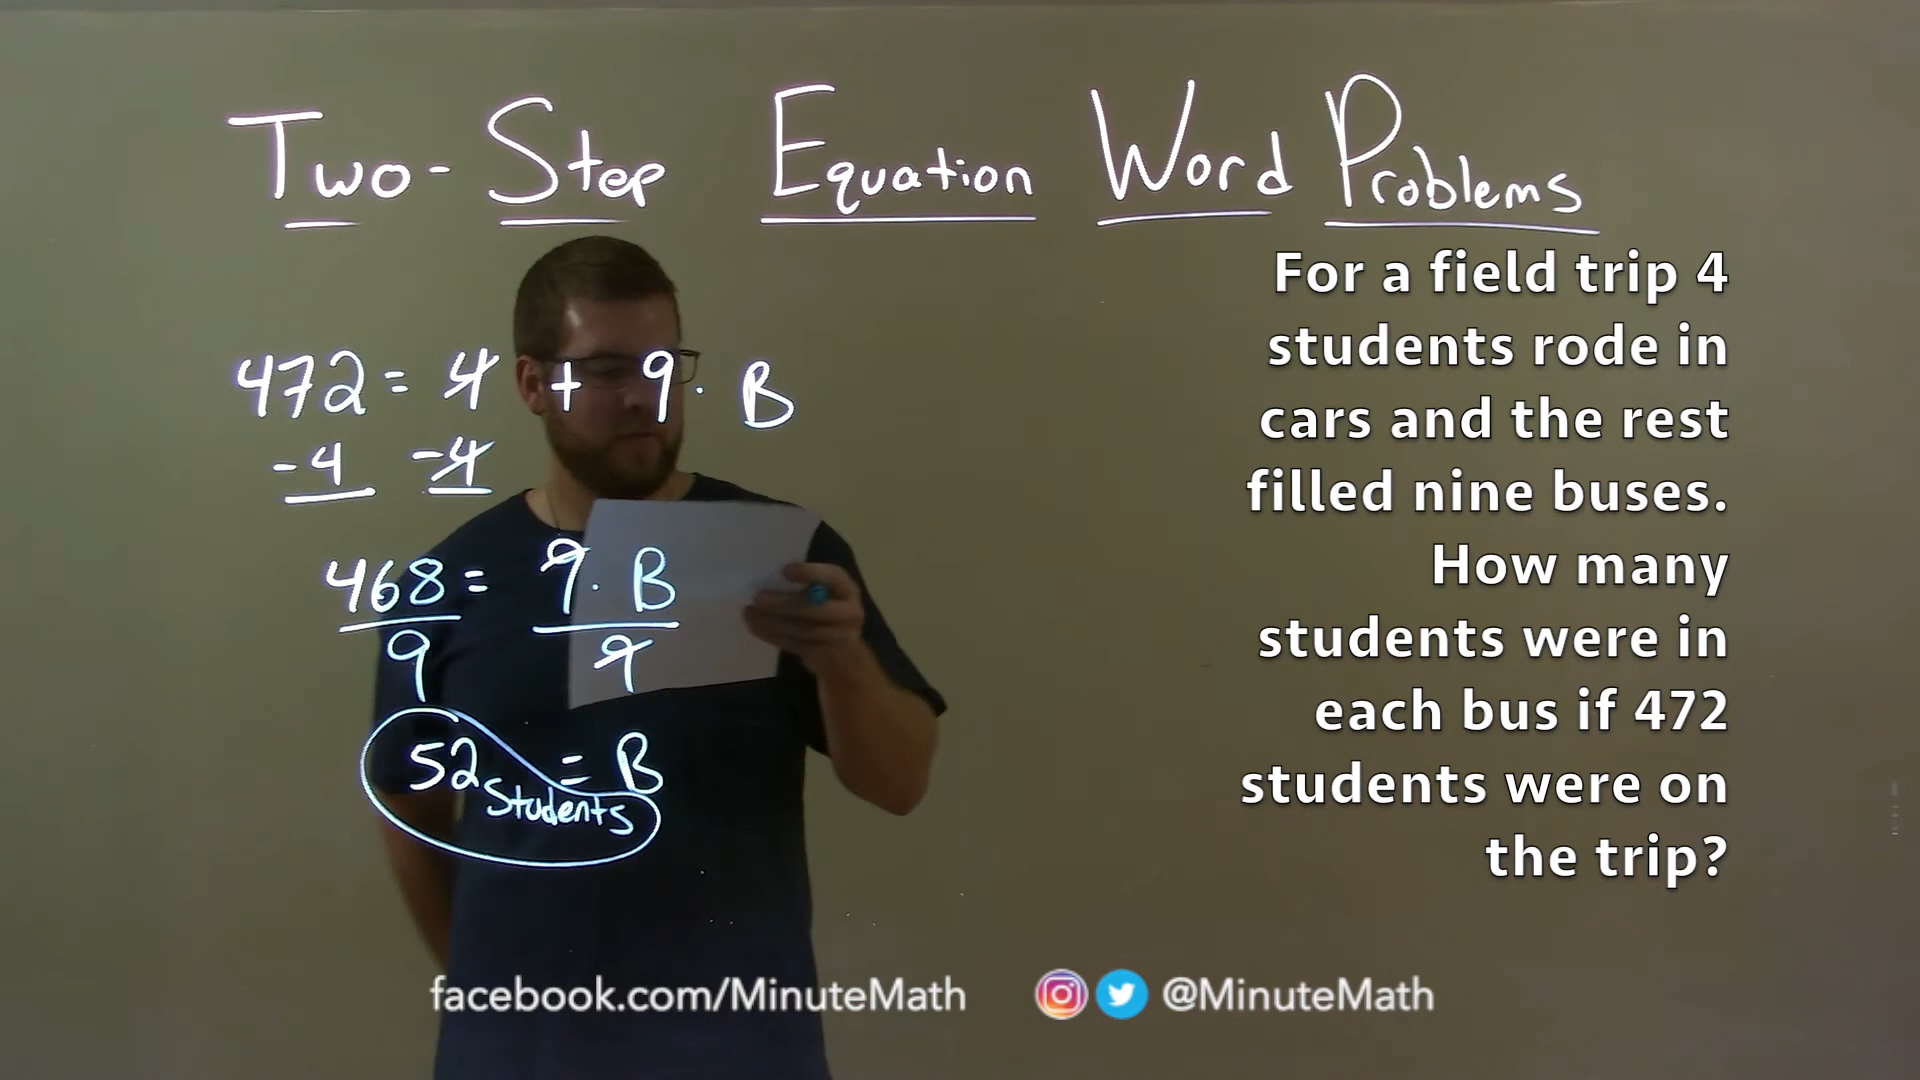 Two-Step Equation Word Problems
For a field trip 4
students rode in
cars and the rest
filled nine buses.
How many
students were in
each bus if 472
students were on
the trip?
472 = 4 + 9 · B
-4 -4
468 = 9 · B
9 9
52 = B
Students
facebook.com/MinuteMath @MinuteMath